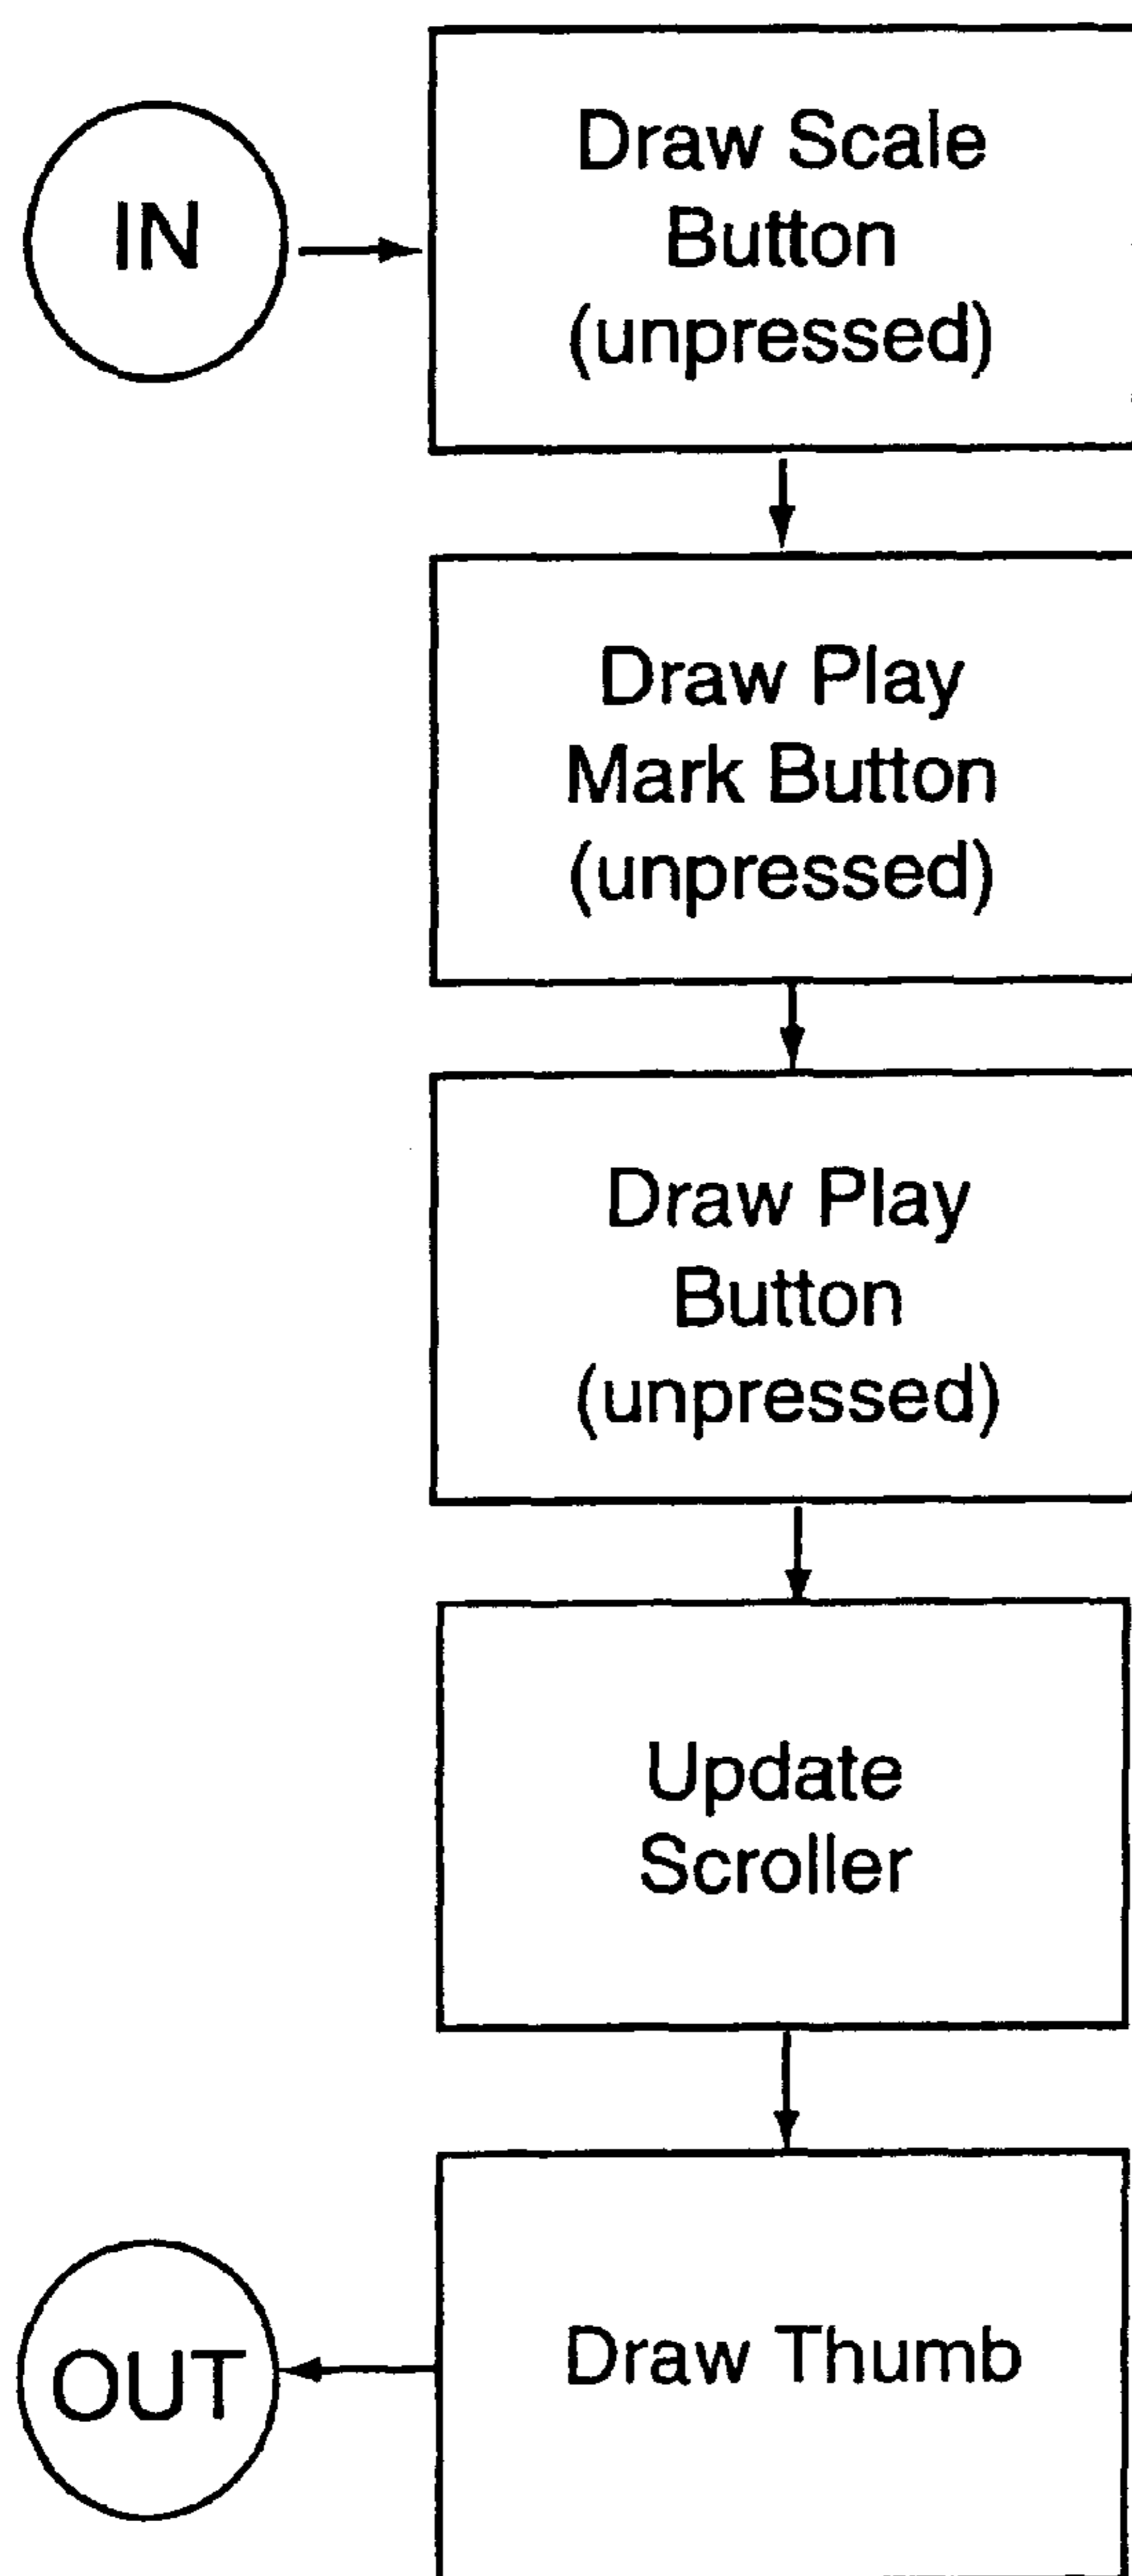 IN
Draw Scale
Button
(unpressed)
Draw Play
Mark Button
(unpressed)
Draw Play
Button
(unpressed)
Update
Scroller
Draw Thumb
OUT